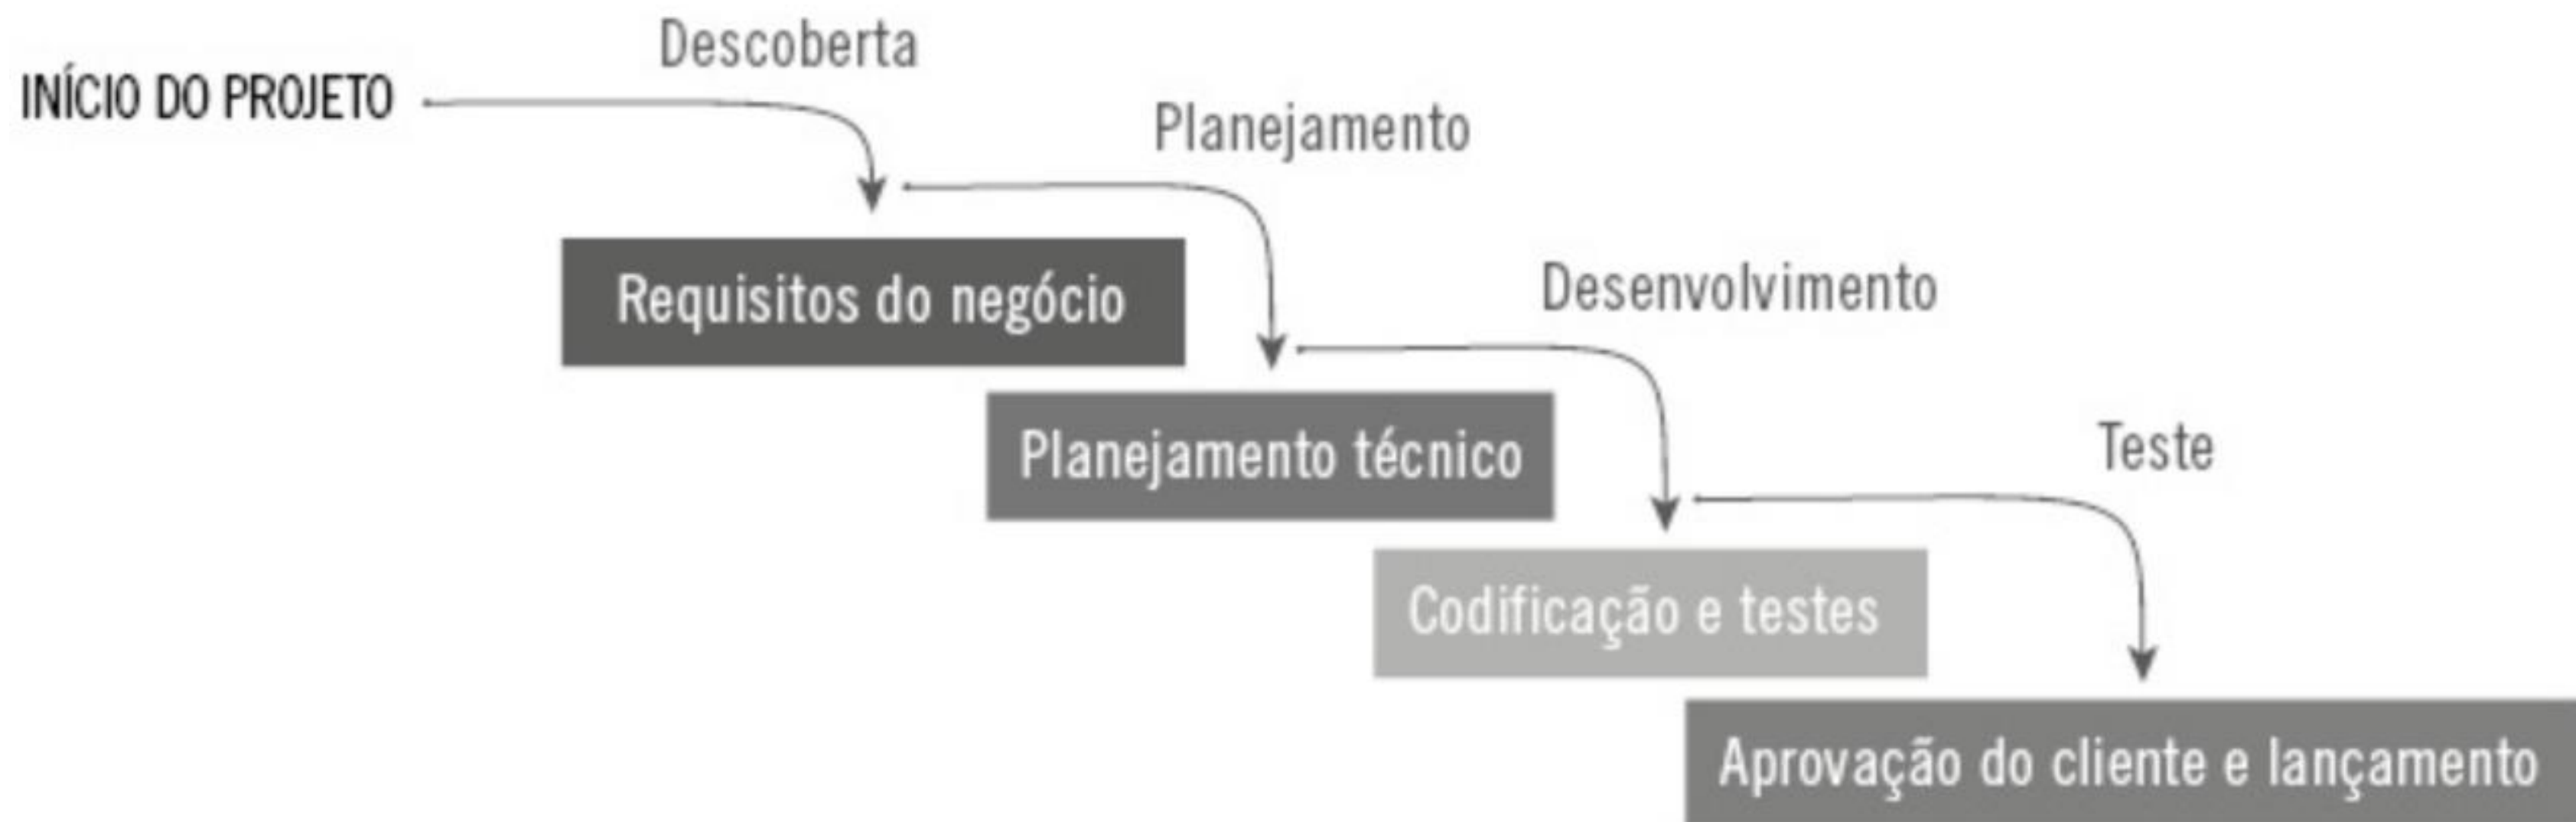 Descoberta
INÍCIO DO PROJETO
Planejamento
Requisitos do negócio
Desenvolvimento
Planejamento técnico
Teste
Codificação e testes
Aprovação do cliente e lançamento